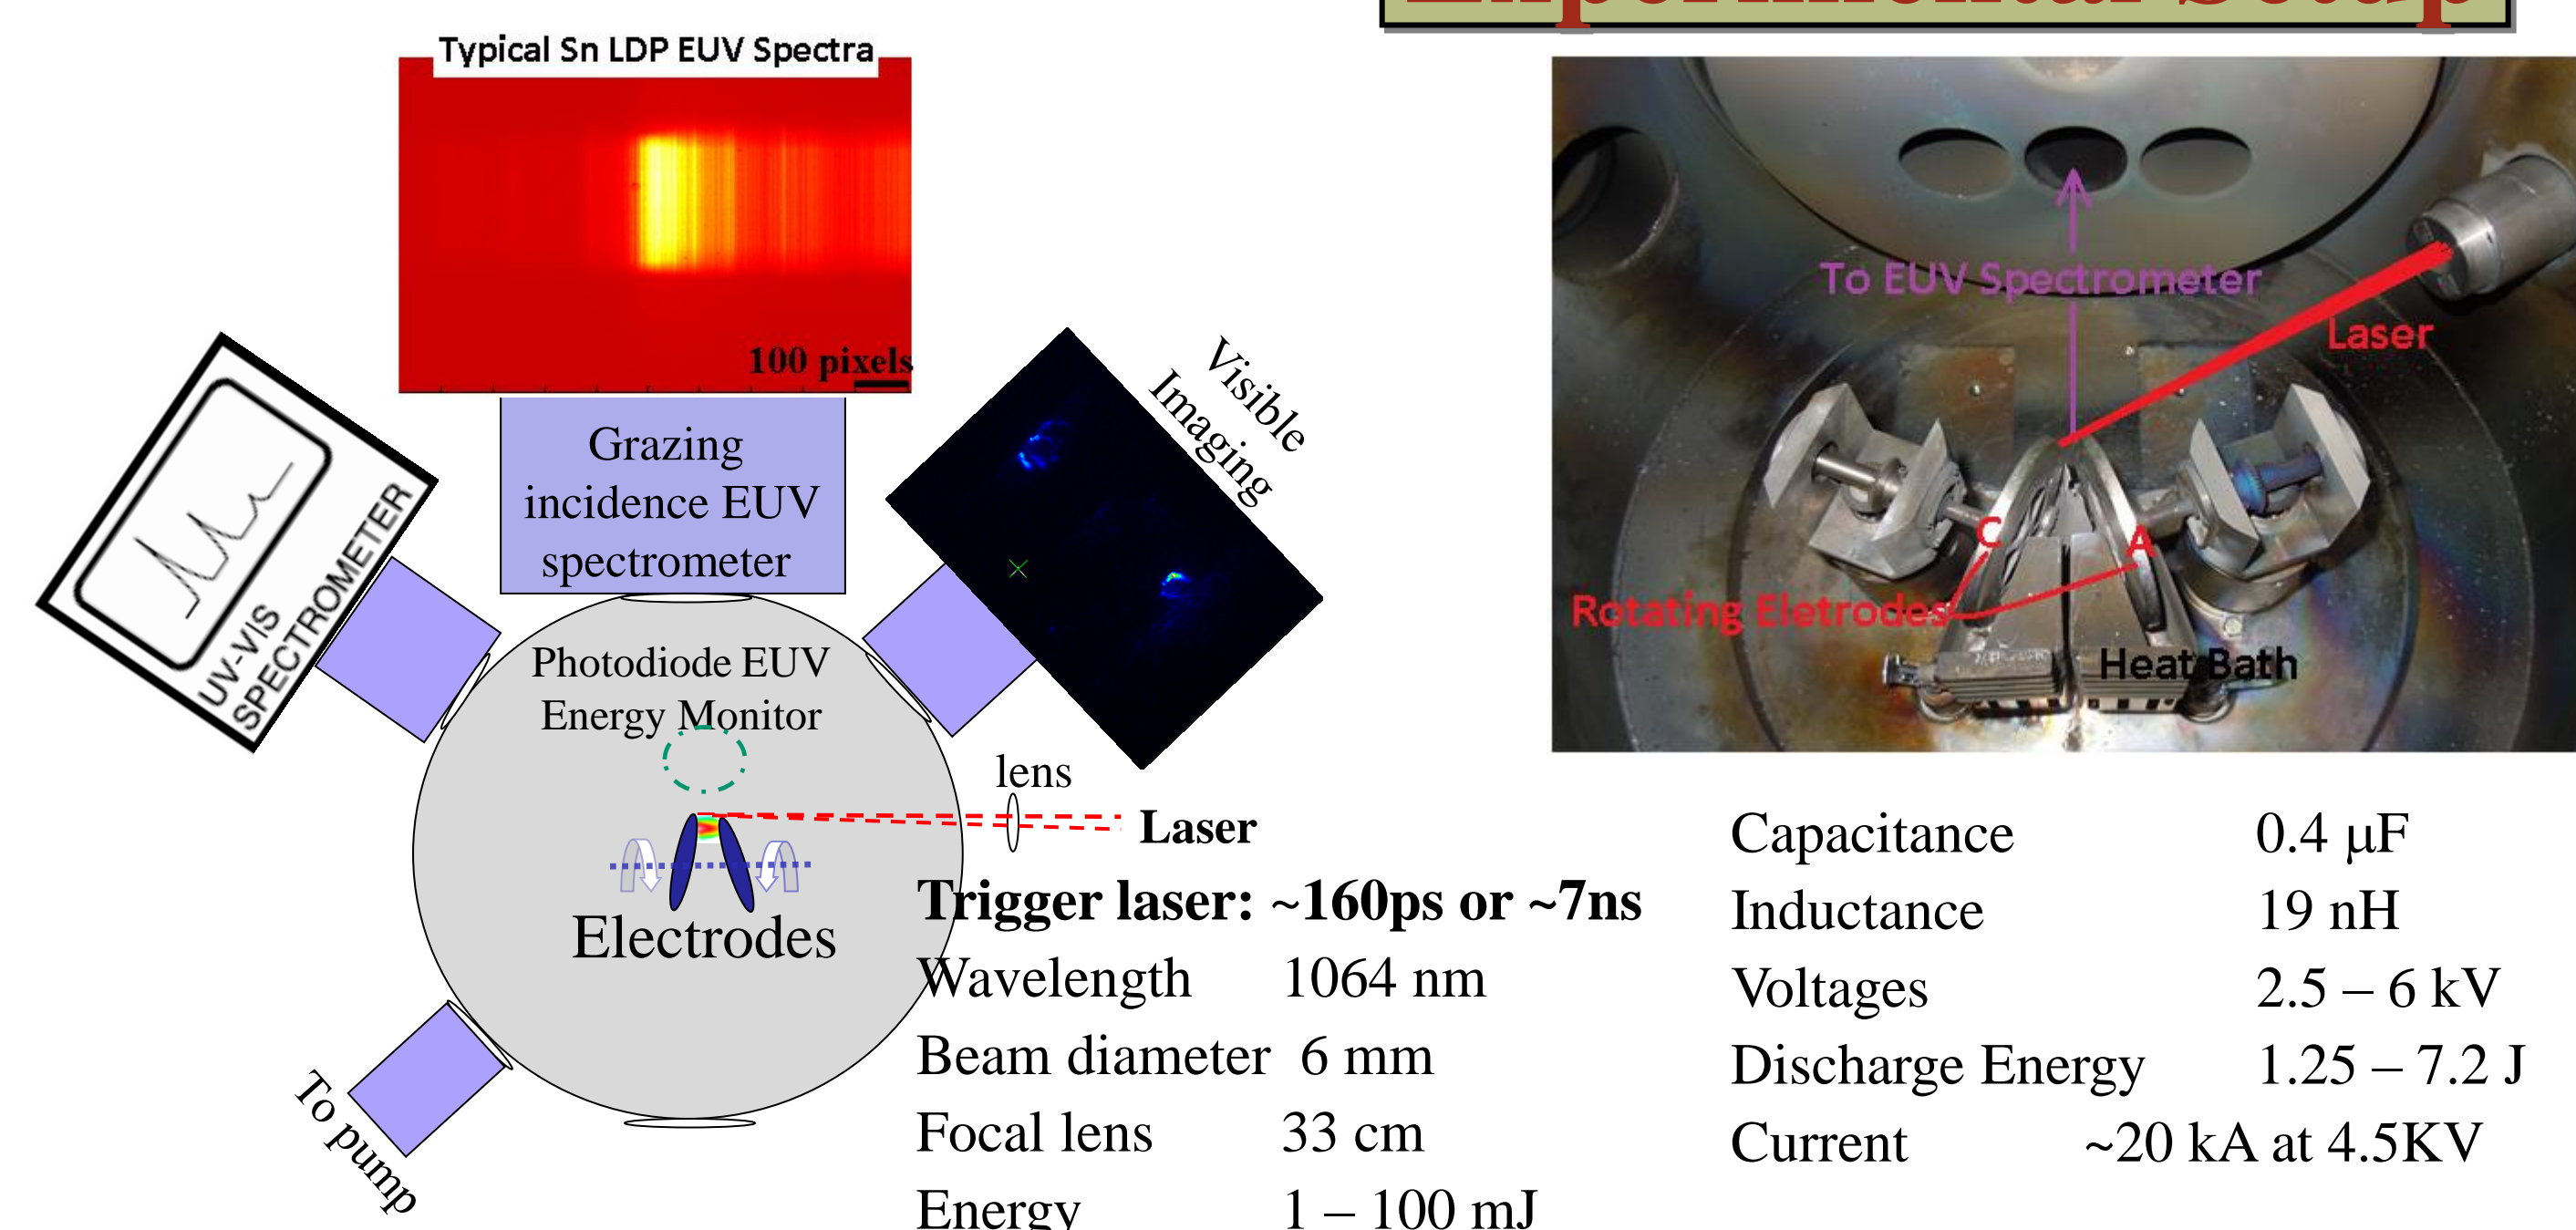 Experimental Setup
Typical Sn LDP EUV Spectra
100 pixels
Grazing
incidence EUV
spectrometer
UV-VIS
SPECTROMETER
Visible
Imaging
Photodiode EUV
Energy Monitor
lens
Laser
Electrodes
To pump
Trigger laser: ~160ps or ~7ns
Wavelength 1064 nm
Beam diameter 6 mm
Focal lens 33 cm
Energy 1 – 100 mJ
To EUV Spectrometer
Laser
C
A
Rotating Eletrodes
Heat Bath
Capacitance 0.4 μF
Inductance 19 nH
Voltages 2.5 – 6 kV
Discharge Energy 1.25 – 7.2 J
Current ~20 kA at 4.5KV